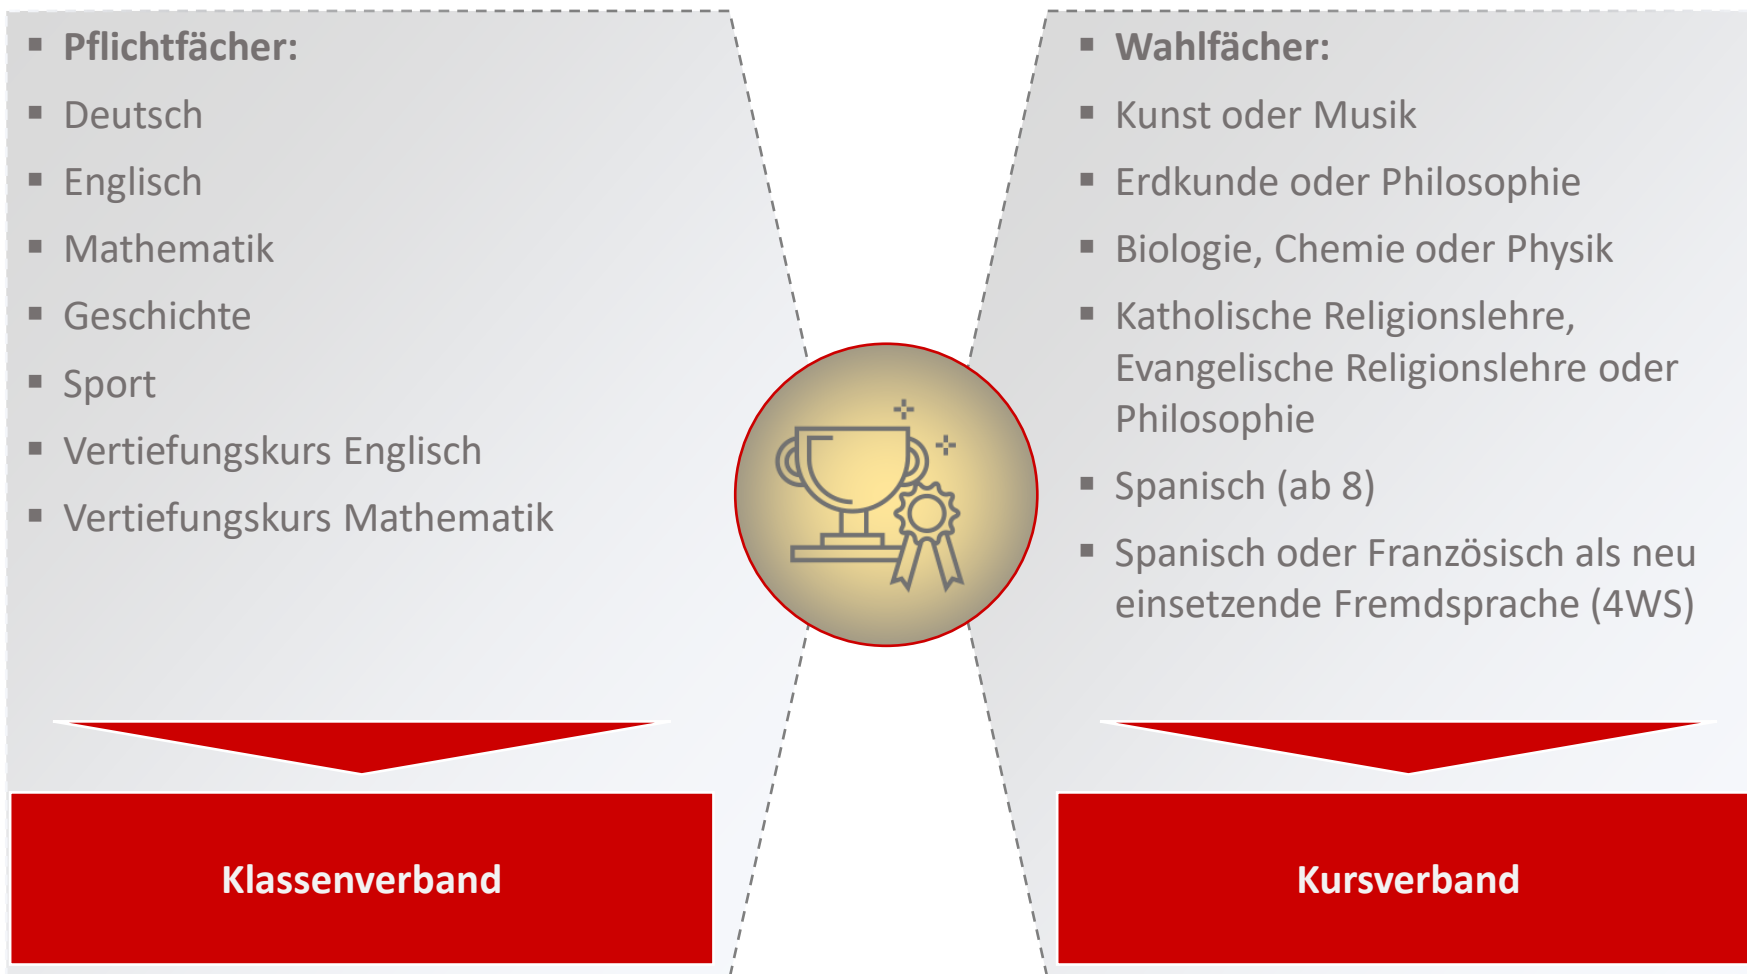 ▪ Pflichtfächer:
▪ Deutsch
▪ Englisch
▪ Mathematik
▪ Geschichte
▪ Sport
▪ Vertiefungskurs Englisch
▪ Vertiefungskurs Mathematik
Klassenverband
▪ Wahlfächer:
▪ Kunst oder Musik
▪ Erdkunde oder Philosophie
▪ Biologie, Chemie oder Physik
▪ Katholische Religionslehre,
Evangelische Religionslehre oder
Philosophie
▪ Spanisch (ab 8)
▪ Spanisch oder Französisch als neu
einsetzende Fremdsprache (4WS)
Kursverband